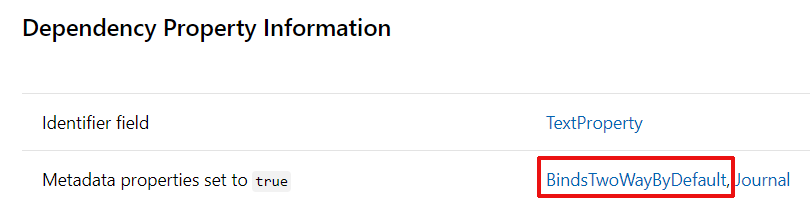 Dependency Property Information
Identifier field TextProperty
Metadata properties set to true BindsTwoWayByDefault, Journal